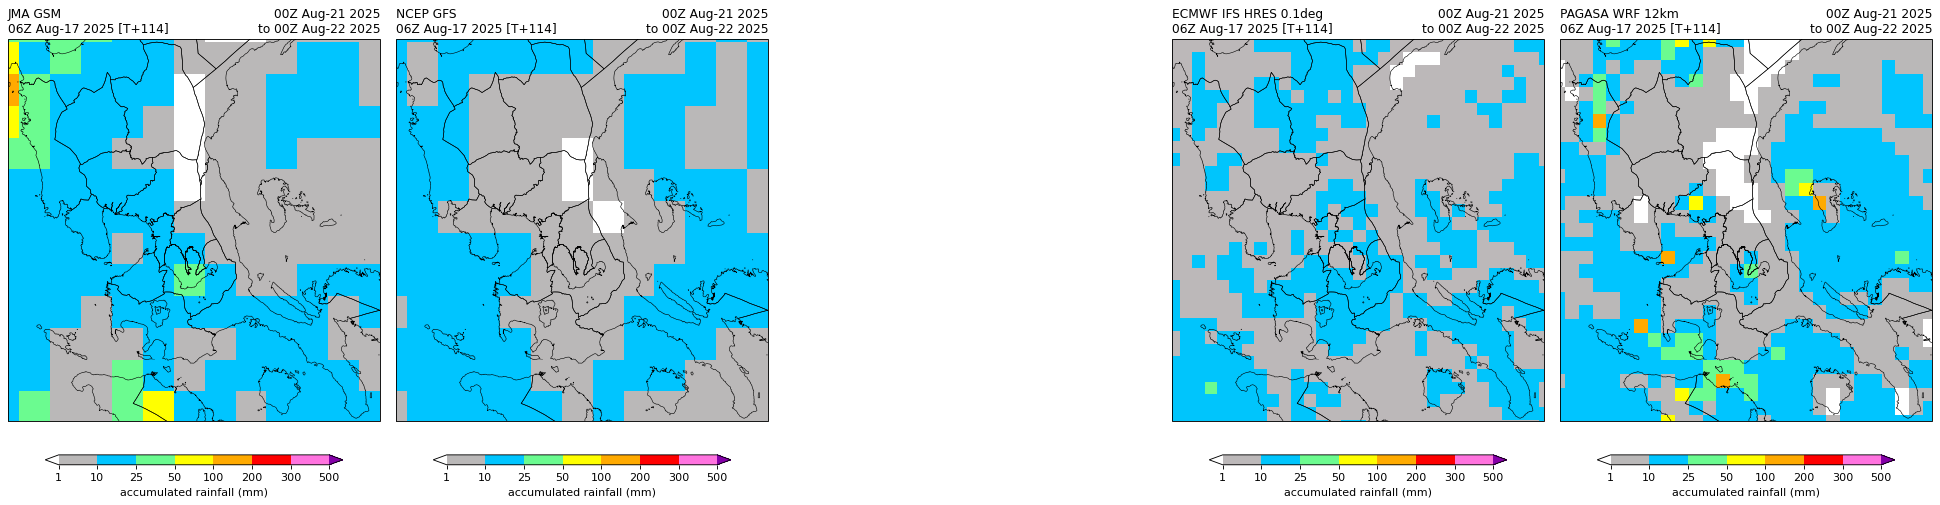 JMA GSM
00Z Aug-21 2025
06Z Aug-17 2025 [T+114]
to 00Z Aug-22 2025
NCEP GFS
00Z Aug-21 2025
06Z Aug-17 2025 [T+114]
to 00Z Aug-22 2025
ECMWF IFS HRES 0.1deg
00Z Aug-21 2025
06Z Aug-17 2025 [T+114]
to 00Z Aug-22 2025
PAGASA WRF 12km
00Z Aug-21 2025
06Z Aug-17 2025 [T+114]
to 00Z Aug-22 2025
1 10 25 50 100 200 300 500
accumulated rainfall (mm)
1 10 25 50 100 200 300 500
accumulated rainfall (mm)
1 10 25 50 100 200 300 500
accumulated rainfall (mm)
1 10 25 50 100 200 300 500
accumulated rainfall (mm)